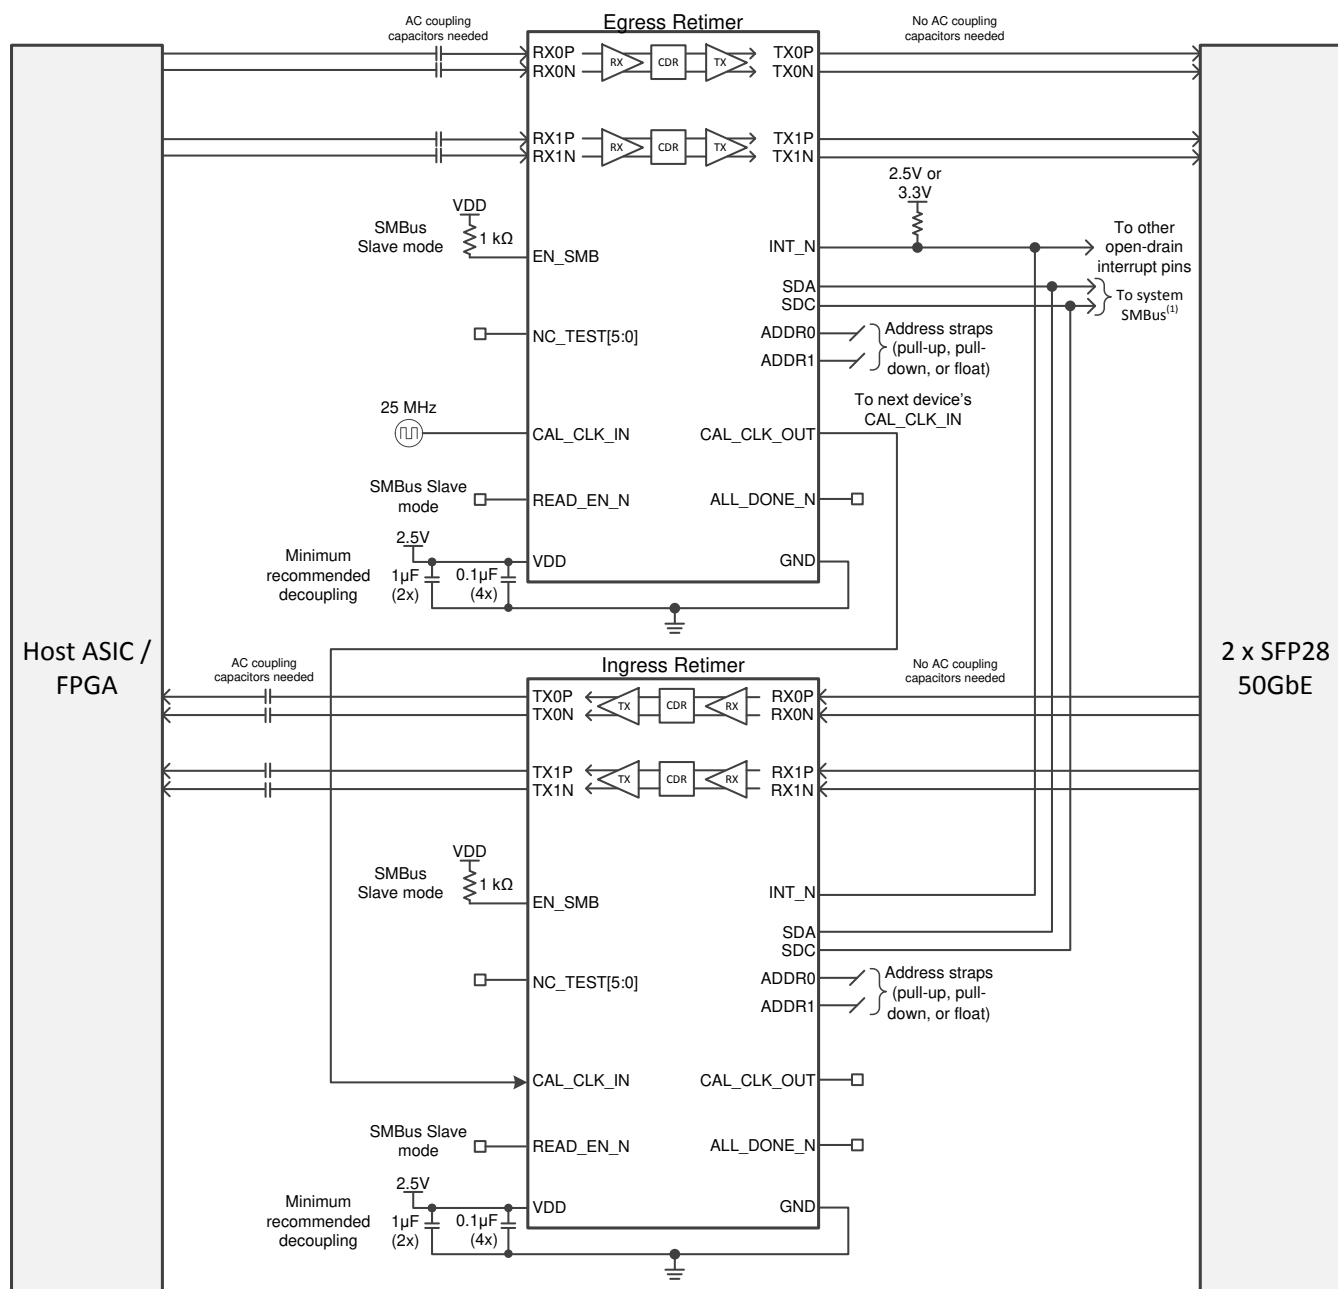 Egress Retimer
AC coupling
capacitors needed
No AC coupling
capacitors needed
RX0P
RX0N
RX
CDR
TX
TX0P
TX0N
RX1P
RX1N
RX
CDR
TX
TX1P
TX1N
2.5V or
3.3V
VDD
1 kΩ
SMBus
Slave mode
EN_SMB
INT_N
To other
open-drain
interrupt pins
SDA
SDC
To system
SMBus(1)
NC_TEST[5:0]
ADDR0
ADDR1
Address straps
(pull-up, pull-
down, or float)
25 MHz
CAL_CLK_IN
CAL_CLK_OUT
To next device's
CAL_CLK_IN
SMBus Slave
mode
READ_EN_N
ALL_DONE_N
2.5V
VDD
GND
Minimum
recommended
decoupling
1µF
(2x)
0.1µF
(4x)
Host ASIC /
FPGA
2 x SFP28
50GbE
Ingress Retimer
AC coupling
capacitors needed
No AC coupling
capacitors needed
TX0P
TX0N
TX
CDR
RX
RX0P
RX0N
TX1P
TX1N
TX
CDR
RX
RX1P
RX1N
VDD
1 kΩ
SMBus
Slave mode
EN_SMB
INT_N
SDA
SDC
NC_TEST[5:0]
ADDR0
ADDR1
Address straps
(pull-up, pull-
down, or float)
CAL_CLK_IN
CAL_CLK_OUT
SMBus Slave
mode
READ_EN_N
ALL_DONE_N
2.5V
VDD
GND
Minimum
recommended
decoupling
1µF
(2x)
0.1µF
(4x)